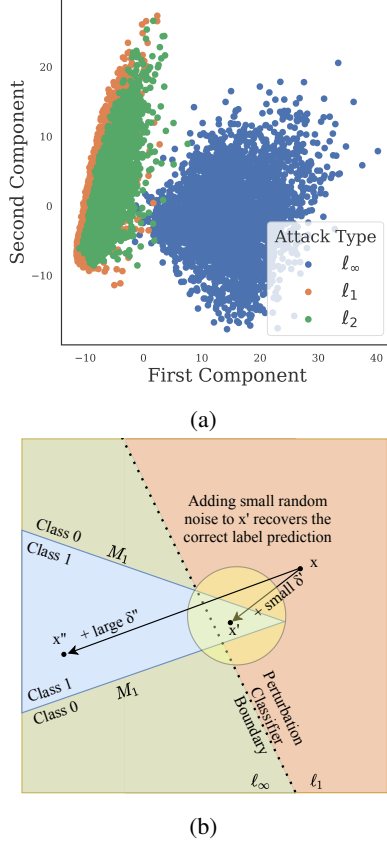 20
10
0
−10
Second Component
Attack Type
ℓ∞
ℓ1
ℓ2
−10 0 10 20 30 40
First Component
(a)
Adding small random
noise to x' recovers the
correct label prediction
Class 0
Class 1
M1
x
+ small δ'
x'
x"
+ large δ"
Class 1
Class 0
M1
Perturbation
Classifier
Boundary
ℓ∞ ℓ1
(b)